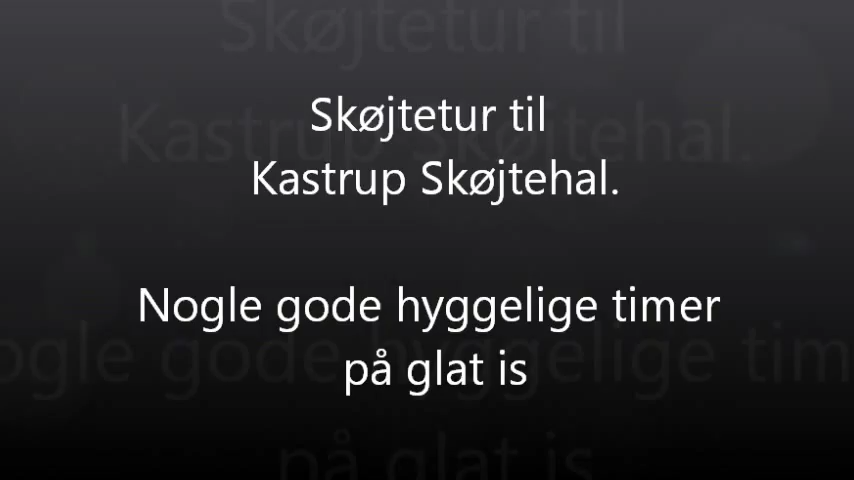 Skøjtetur til
Kastrup Skøjtehal.
Nogle gode hyggelige timer
på glat is